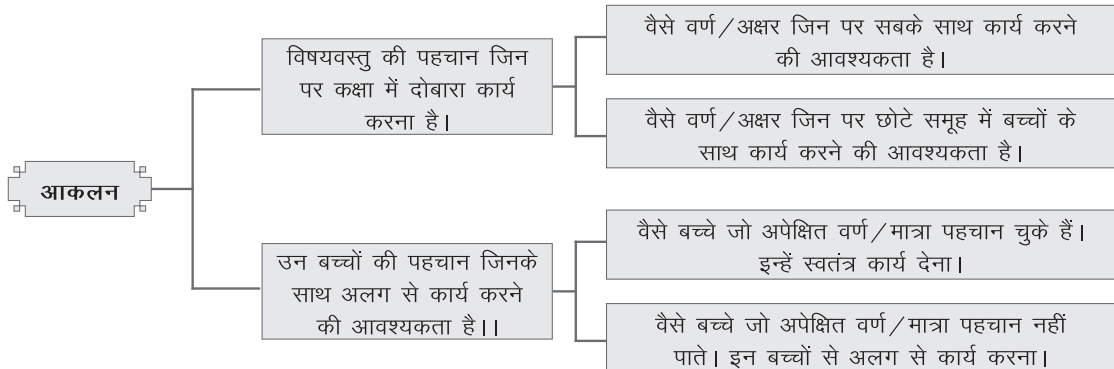 आकलन
विषयवस्तु की पहचान जिन
पर कक्षा में दोबारा कार्य
करना है।
वैसे वर्ण/अक्षर जिन पर सबके साथ कार्य करने
की आवश्यकता है।
वैसे वर्ण/अक्षर जिन पर छोटे समूह में बच्चों के
साथ कार्य करने की आवश्यकता है।
उन बच्चों की पहचान जिनके
साथ अलग से कार्य करने
की आवश्यकता है।।
वैसे बच्चे जो अपेक्षित वर्ण/मात्रा पहचान चुके हैं।
इन्हें स्वतंत्र कार्य देना।
वैसे बच्चे जो अपेक्षित वर्ण/मात्रा पहचान नहीं
पाते। इन बच्चों से अलग से कार्य करना।